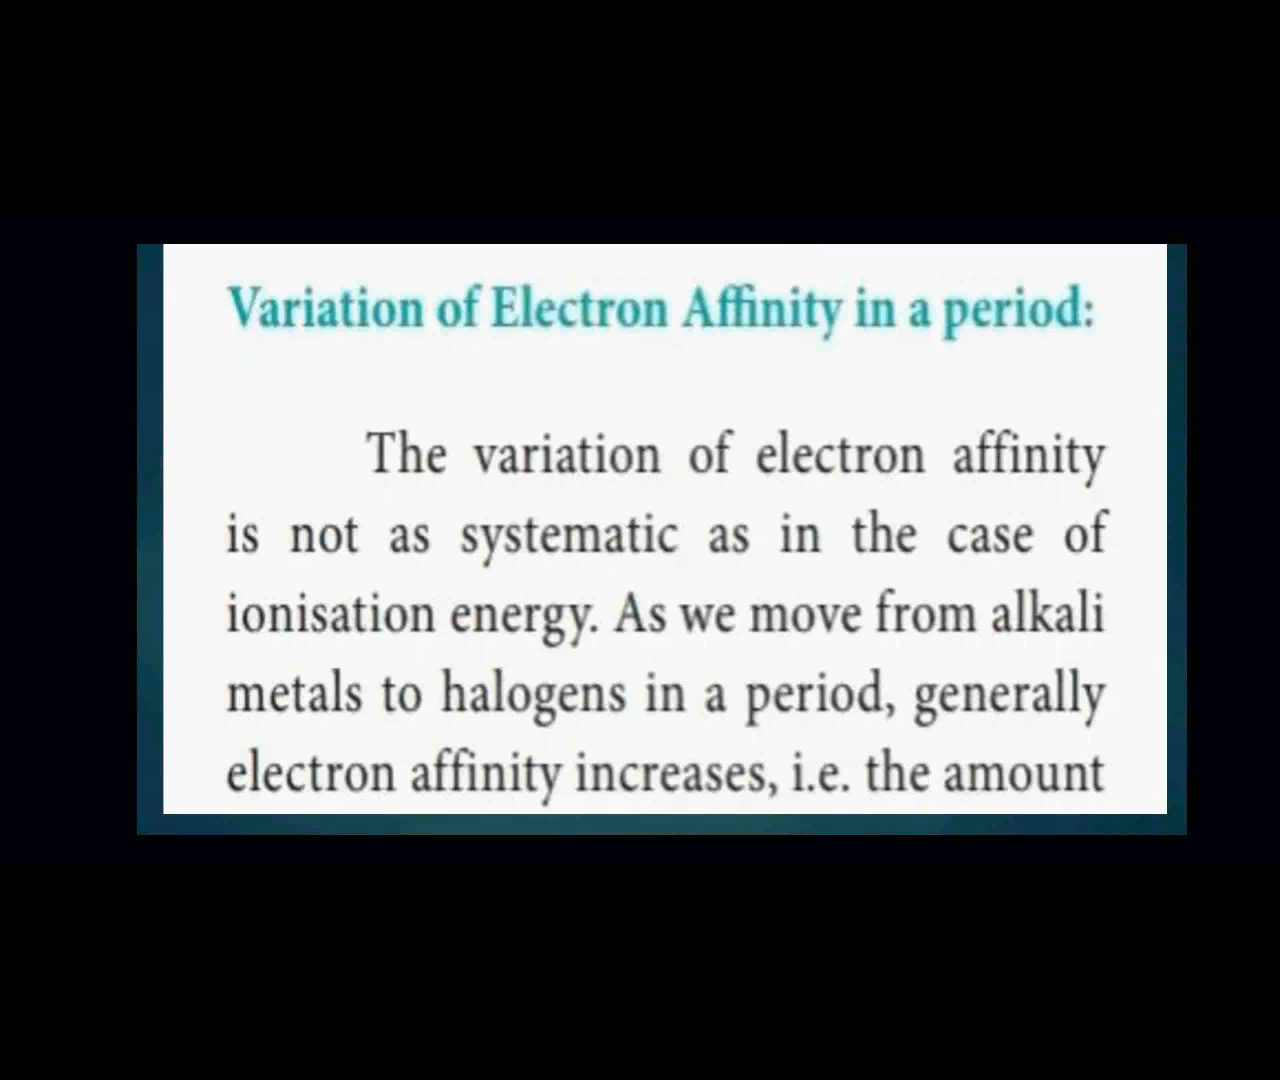 Variation of Electron Affinity in a period:
The variation of electron affinity
is not as systematic as in the case of
ionisation energy. As we move from alkali
metals to halogens in a period, generally
electron affinity increases, i.e. the amount